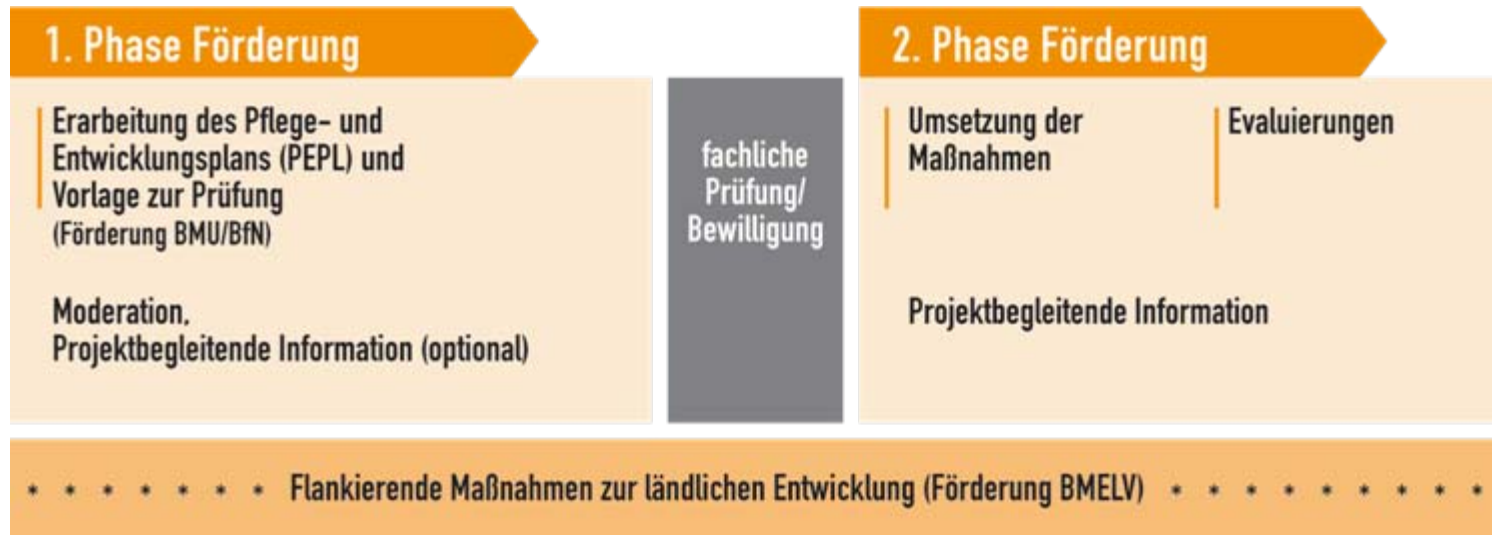 1. Phase Förderung
Erarbeitung des Pflege- und
Entwicklungsplans (PEPL) und
Vorlage zur Prüfung
(Förderung BMU/BfN)
Moderation,
Projektbegleitende Information (optional)
fachliche
Prüfung/
Bewilligung
2. Phase Förderung
Umsetzung der
Maßnahmen
Evaluierungen
Projektbegleitende Information
* * * * * * * Flankierende Maßnahmen zur ländlichen Entwicklung (Förderung BMELV) * * * * * * * * *